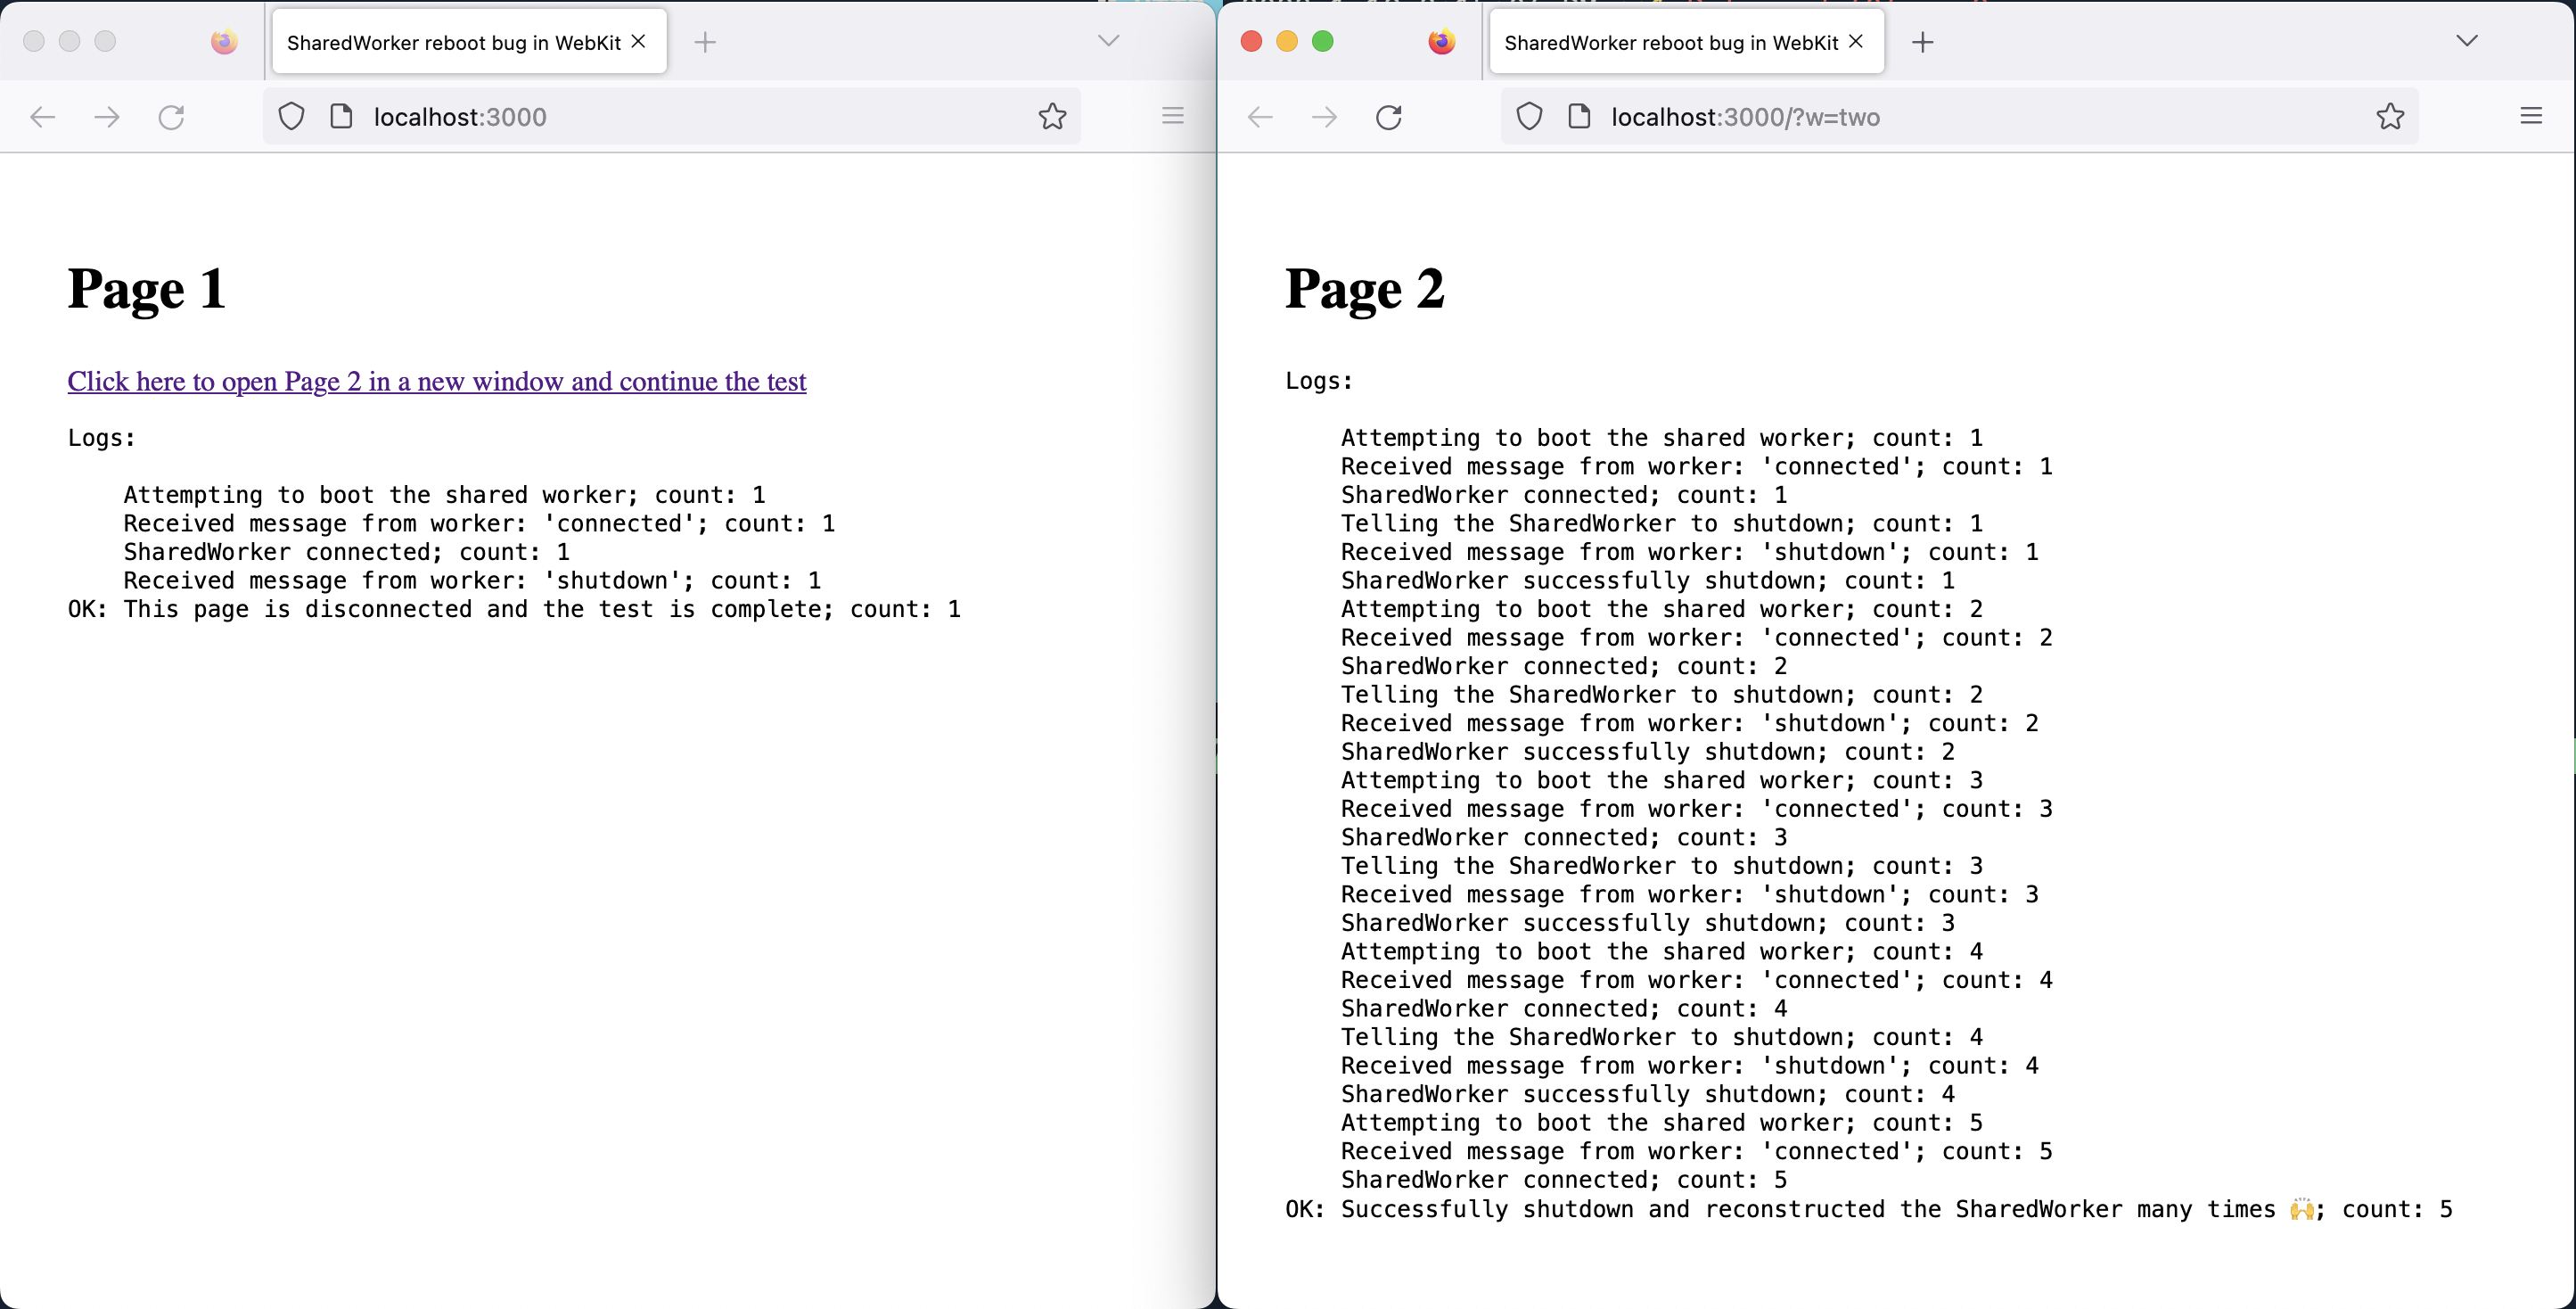 SharedWorker reboot bug in WebKit
localhost:3000
Page 1
Click here to open Page 2 in a new window and continue the test
Logs:
Attempting to boot the shared worker; count: 1
Received message from worker: 'connected'; count: 1
SharedWorker connected; count: 1
Received message from worker: 'shutdown'; count: 1
OK: This page is disconnected and the test is complete; count: 1
SharedWorker reboot bug in WebKit
localhost:3000/?w=two
Page 2
Logs:
Attempting to boot the shared worker; count: 1
Received message from worker: 'connected'; count: 1
SharedWorker connected; count: 1
Telling the SharedWorker to shutdown; count: 1
Received message from worker: 'shutdown'; count: 1
SharedWorker successfully shutdown; count: 1
Attempting to boot the shared worker; count: 2
Received message from worker: 'connected'; count: 2
SharedWorker connected; count: 2
Telling the SharedWorker to shutdown; count: 2
Received message from worker: 'shutdown'; count: 2
SharedWorker successfully shutdown; count: 2
Attempting to boot the shared worker; count: 3
Received message from worker: 'connected'; count: 3
SharedWorker connected; count: 3
Telling the SharedWorker to shutdown; count: 3
Received message from worker: 'shutdown'; count: 3
SharedWorker successfully shutdown; count: 3
Attempting to boot the shared worker; count: 4
Received message from worker: 'connected'; count: 4
SharedWorker connected; count: 4
Telling the SharedWorker to shutdown; count: 4
Received message from worker: 'shutdown'; count: 4
SharedWorker successfully shutdown; count: 4
Attempting to boot the shared worker; count: 5
Received message from worker: 'connected'; count: 5
SharedWorker connected; count: 5
OK: Successfully shutdown and reconstructed the SharedWorker many times 🙌; count: 5